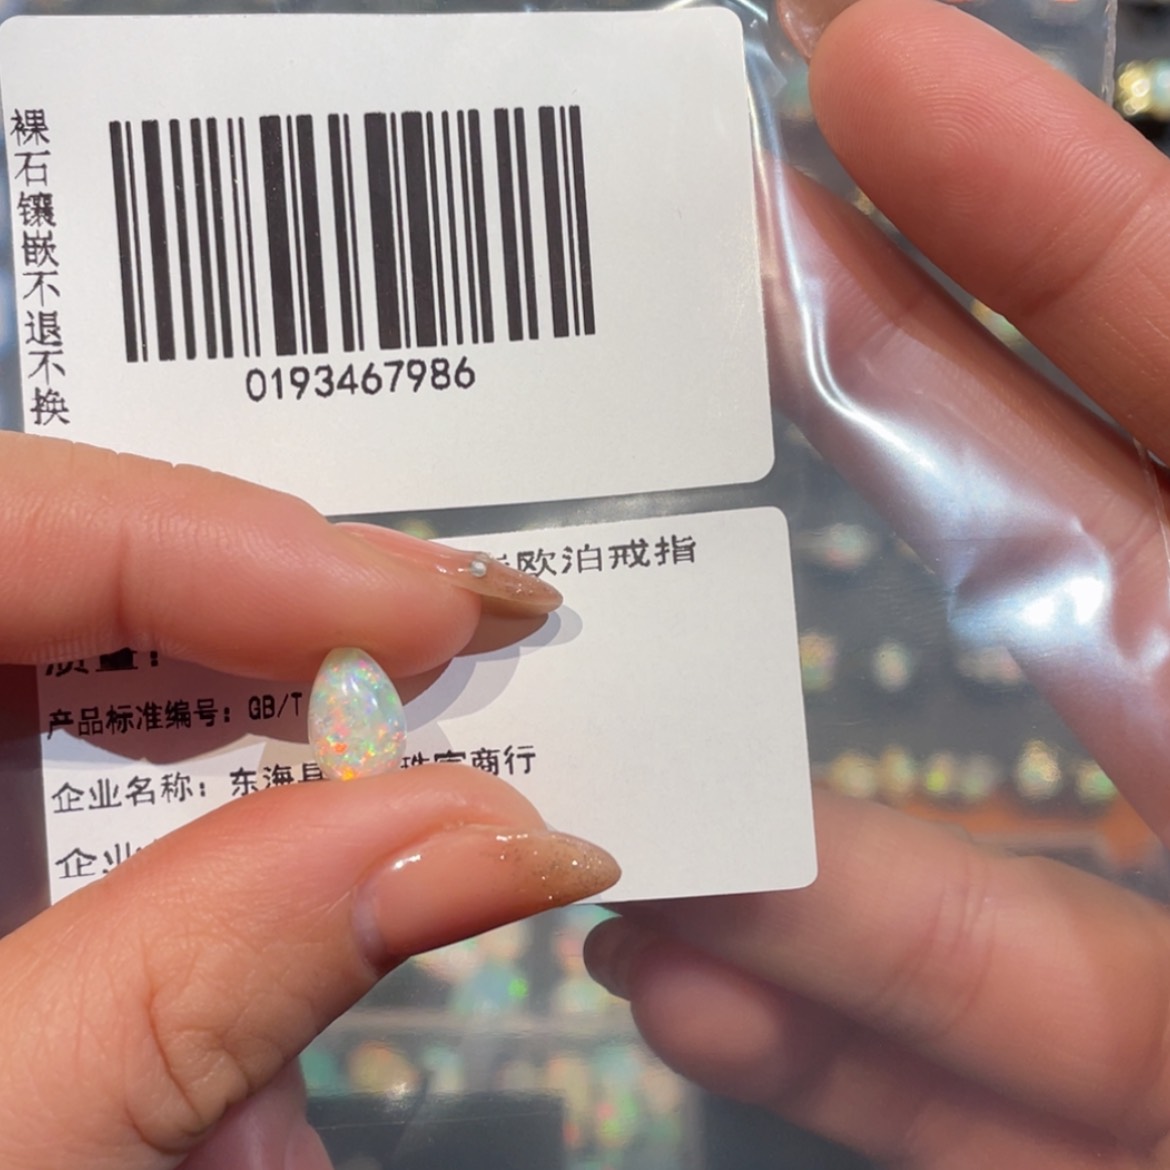 裸石镶嵌不退不换
0193467986
欧泊戒指
质量：
产品标准编号：GB/T
企业名称：东海县 珠宝商行
企业